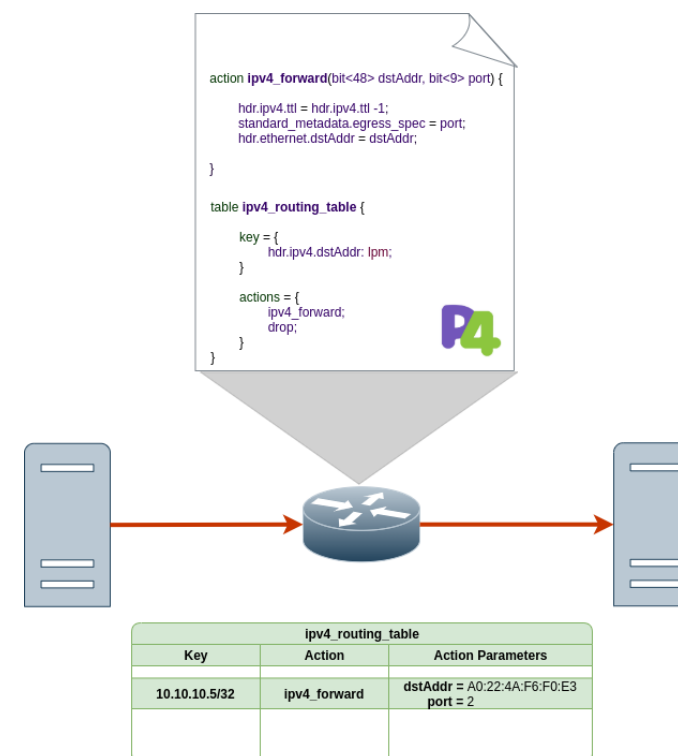 action ipv4_forward(bit<48> dstAddr, bit<9> port) {
hdr.ipv4.ttl = hdr.ipv4.ttl -1;
standard_metadata.egress_spec = port;
hdr.ethernet.dstAddr = dstAddr;
}
table ipv4_routing_table {
key = {
hdr.ipv4.dstAddr: lpm;
}
actions = {
ipv4_forward;
drop;
}
}
P4
ipv4_routing_table
Key Action Action Parameters
10.10.10.5/32 ipv4_forward dstAddr = A0:22:4A:F6:F0:E3
port = 2